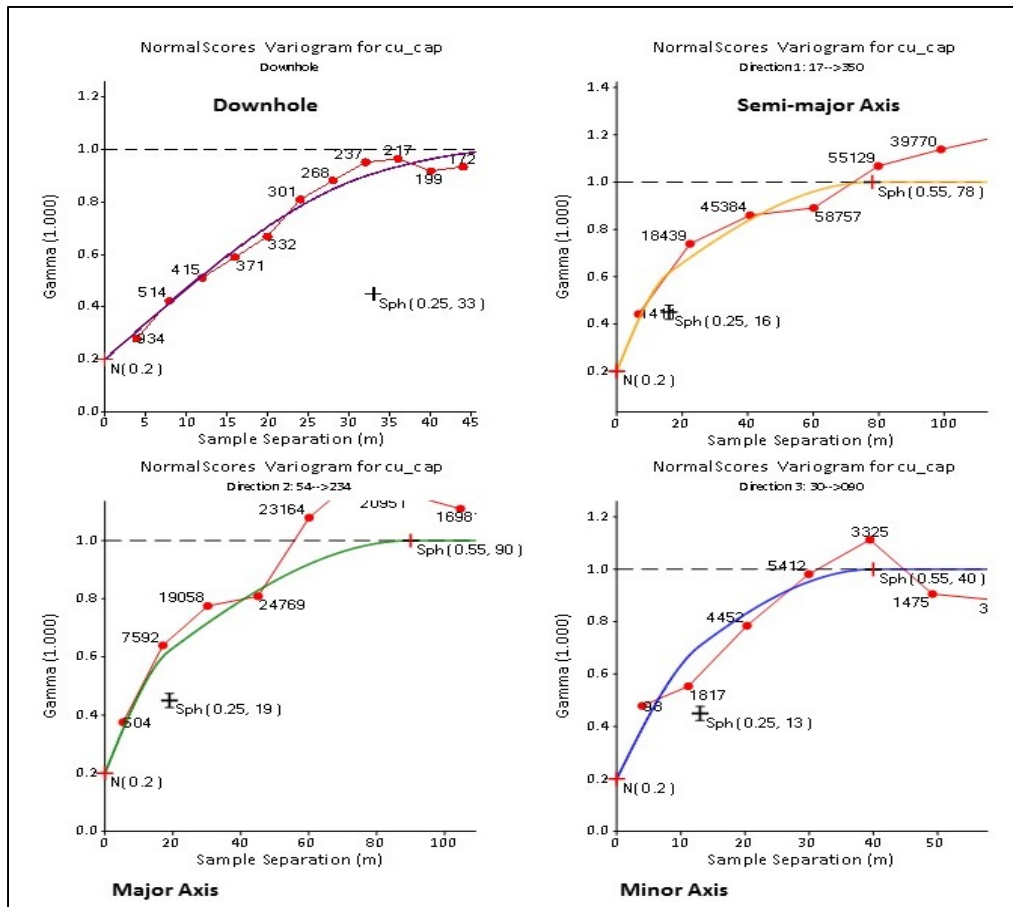 Normal Scores Variogram for cu_cap
Downhole
Downhole
Gamma (1.000)
1.2
1.0
0.8
0.6
0.4
0.2
0.0
934
514
415
371
332
301
268
237
217
199
172
Sph(0.25, 33)
N(0.2)
0 5 10 15 20 25 30 35 40 45
Sample Separation (m)
Normal Scores Variogram for cu_cap
Direction 1: 17-->350
Semi-major Axis
Gamma (1.000)
1.4
1.2
1.0
0.8
0.6
0.4
0.2
18439
45384
58757
55129
39770
Sph(0.55, 78)
Sph(0.25, 16)
N(0.2)
0 20 40 60 80 100
Sample Separation (m)
Normal Scores Variogram for cu_cap
Direction 2: 54-->234
Gamma (1.000)
1.0
0.8
0.6
0.4
0.2
0.0
504
7592
19058
24769
23164
20951
Sph(0.55, 90)
Sph(0.25, 19)
N(0.2)
0 20 40 60 80 100
Sample Separation (m)
Major Axis
Normal Scores Variogram for cu_cap
Direction 3: 30-->090
Gamma (1.000)
1.2
1.0
0.8
0.6
0.4
0.2
0.0
1817
4452
5412
3325
1475
3
Sph(0.55, 40)
Sph(0.25, 13)
N(0.2)
0 10 20 30 40 50
Sample Separation (m)
Minor Axis